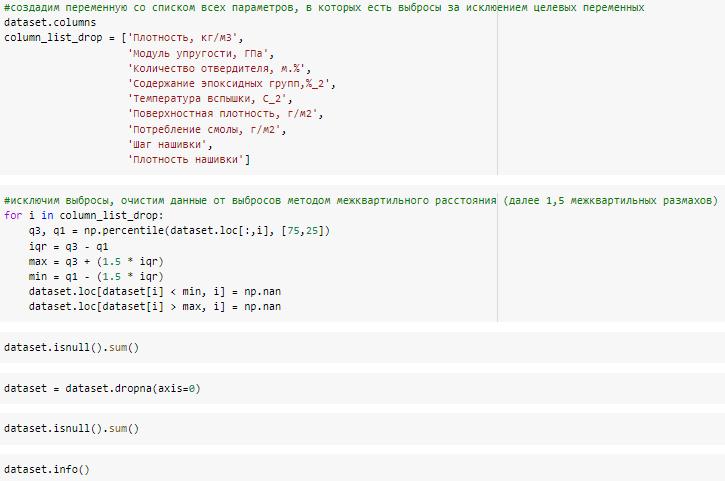 #создадим переменную со списком всех параметров, в которых есть выбросы за исключением целевых переменных
dataset.columns
column_list_drop = ['Плотность, кг/м3',
'Модуль упругости, ГПа',
'Количество отвердителя, м.%',
'Содержание эпоксидных групп,%_2',
'Температура вспышки, С_2',
'Поверхностная плотность, г/м2',
'Потребление смолы, г/м2',
'Шаг нашивки',
'Плотность нашивки']
#исключим выбросы, очистим данные от выбросов методом межквартильного расстояния (далее 1,5 межквартильных размахов)
for i in column_list_drop:
q3, q1 = np.percentile(dataset.loc[:,i], [75,25])
iqr = q3 - q1
max = q3 + (1.5 * iqr)
min = q1 - (1.5 * iqr)
dataset.loc[dataset[i] < min, i] = np.nan
dataset.loc[dataset[i] > max, i] = np.nan
dataset.isnull().sum()
dataset = dataset.dropna(axis=0)
dataset.isnull().sum()
dataset.info()